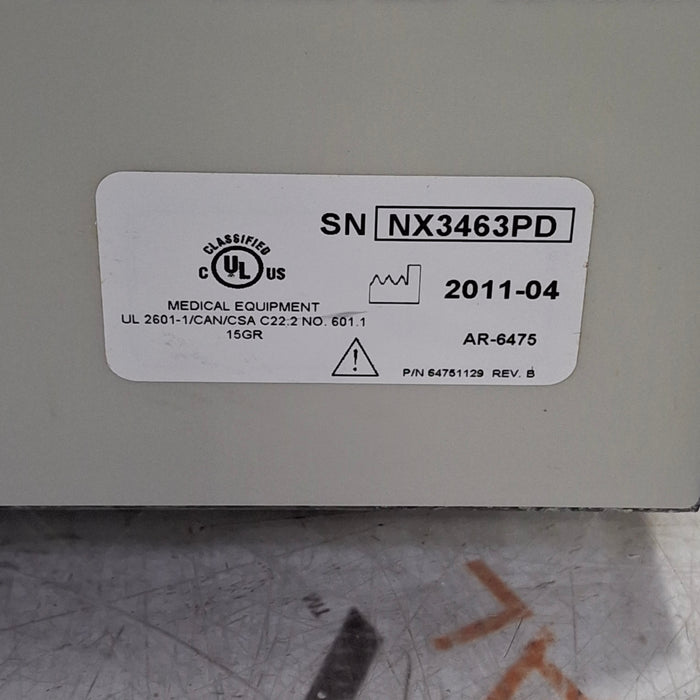 SN NX3463PD
CLASSIFIED
C UL US
2011-04
MEDICAL EQUIPMENT
UL 2601-1/CAN/CSA C22.2 NO. 601.1
15GR
AR-6475
P/N 64751129 REV. B